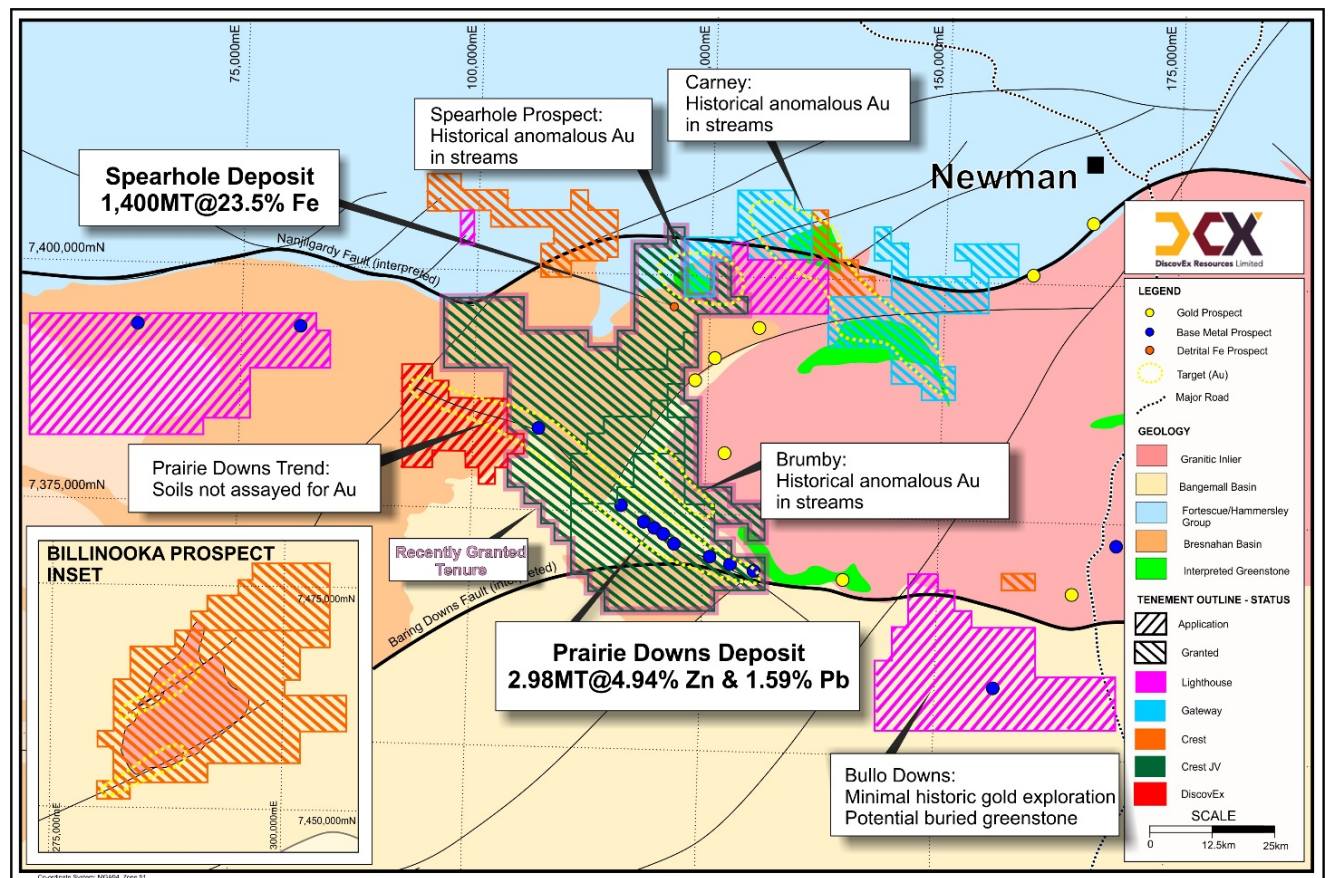 75,000mE
100,000mE
150,000mE
175,000mE
Carney:
Historical anomalous Au
in streams
Spearhole Prospect:
Historical anomalous Au
in streams
Spearhole Deposit
1,400MT@23.5% Fe
Newman
7,400,000mN
Nanjilgardy Fault (interpreted)
Prairie Downs Trend:
Soils not assayed for Au
7,375,000mN
Brumby:
Historical anomalous Au
in streams
Recently Granted
Tenure
Baring Downs Fault (interpreted)
Prairie Downs Deposit
2.98MT@4.94% Zn & 1.59% Pb
Bullo Downs:
Minimal historic gold exploration
Potential buried greenstone
BILLINOOKA PROSPECT
INSET
7,475,000mN
7,450,000mN
275,000mE
300,000mE
DCX
DiscovEx Resources Limited
LEGEND
Gold Prospect
Base Metal Prospect
Detrital Fe Prospect
Target (Au)
Major Road
GEOLOGY
Granitic Inlier
Bangemall Basin
Fortescue/Hammersley
Group
Bresnahan Basin
Interpreted Greenstone
TENEMENT OUTLINE - STATUS
Application
Granted
Lighthouse
Gateway
Crest
Crest JV
DiscovEx
SCALE
0 12.5km 25km
Co-ordinate System: MGA94, Zone 51